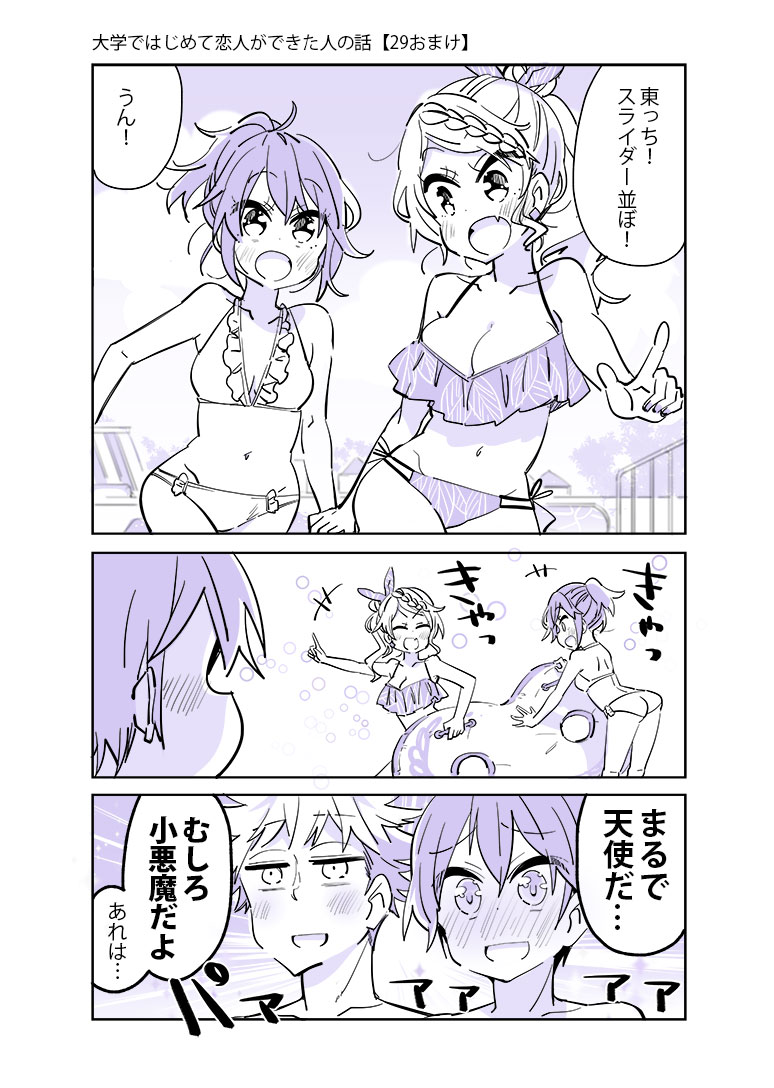 大学ではじめて恋人ができた人の話【29おまけ】
東っち！
スライダー並ぼ！
うん！
きゃっ
きゃっ
まるで
天使だ…
むしろ
小悪魔だよ
あれは…
パァァァァ